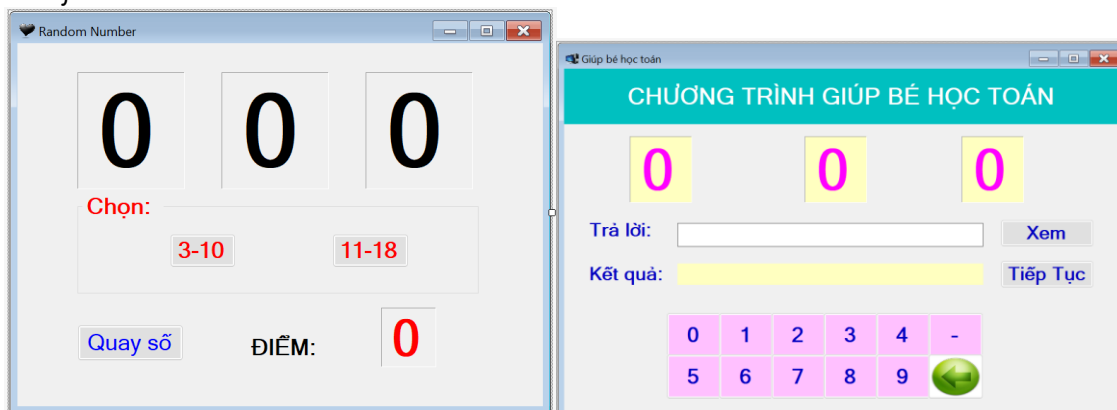 Random Number
0 0 0
Chọn:
3-10 11-18
Quay số ĐIỂM: 0
Giúp bé học toán
CHƯƠNG TRÌNH GIÚP BÉ HỌC TOÁN
0 0 0
Trả lời: Xem
Kết quả: Tiếp Tục
0 1 2 3 4 -
5 6 7 8 9